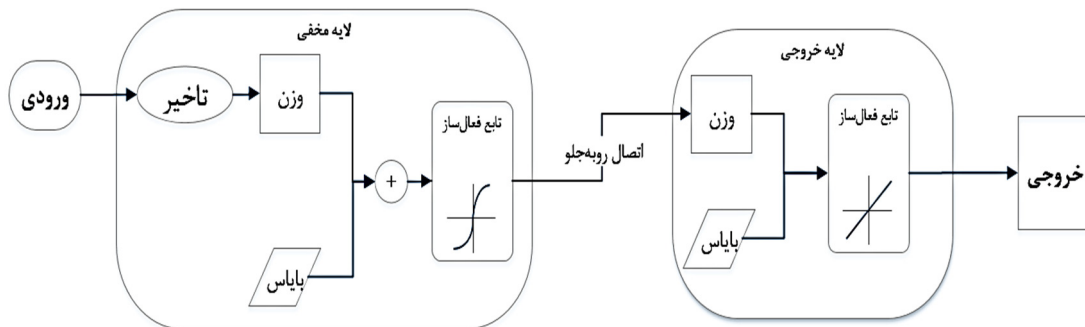 لایه مخفی
ورودی
تاخیر
وزن
بایاس
+
تابع فعال‌ساز
اتصال روبه‌جلو
لایه خروجی
وزن
بایاس
تابع فعال‌ساز
خروجی